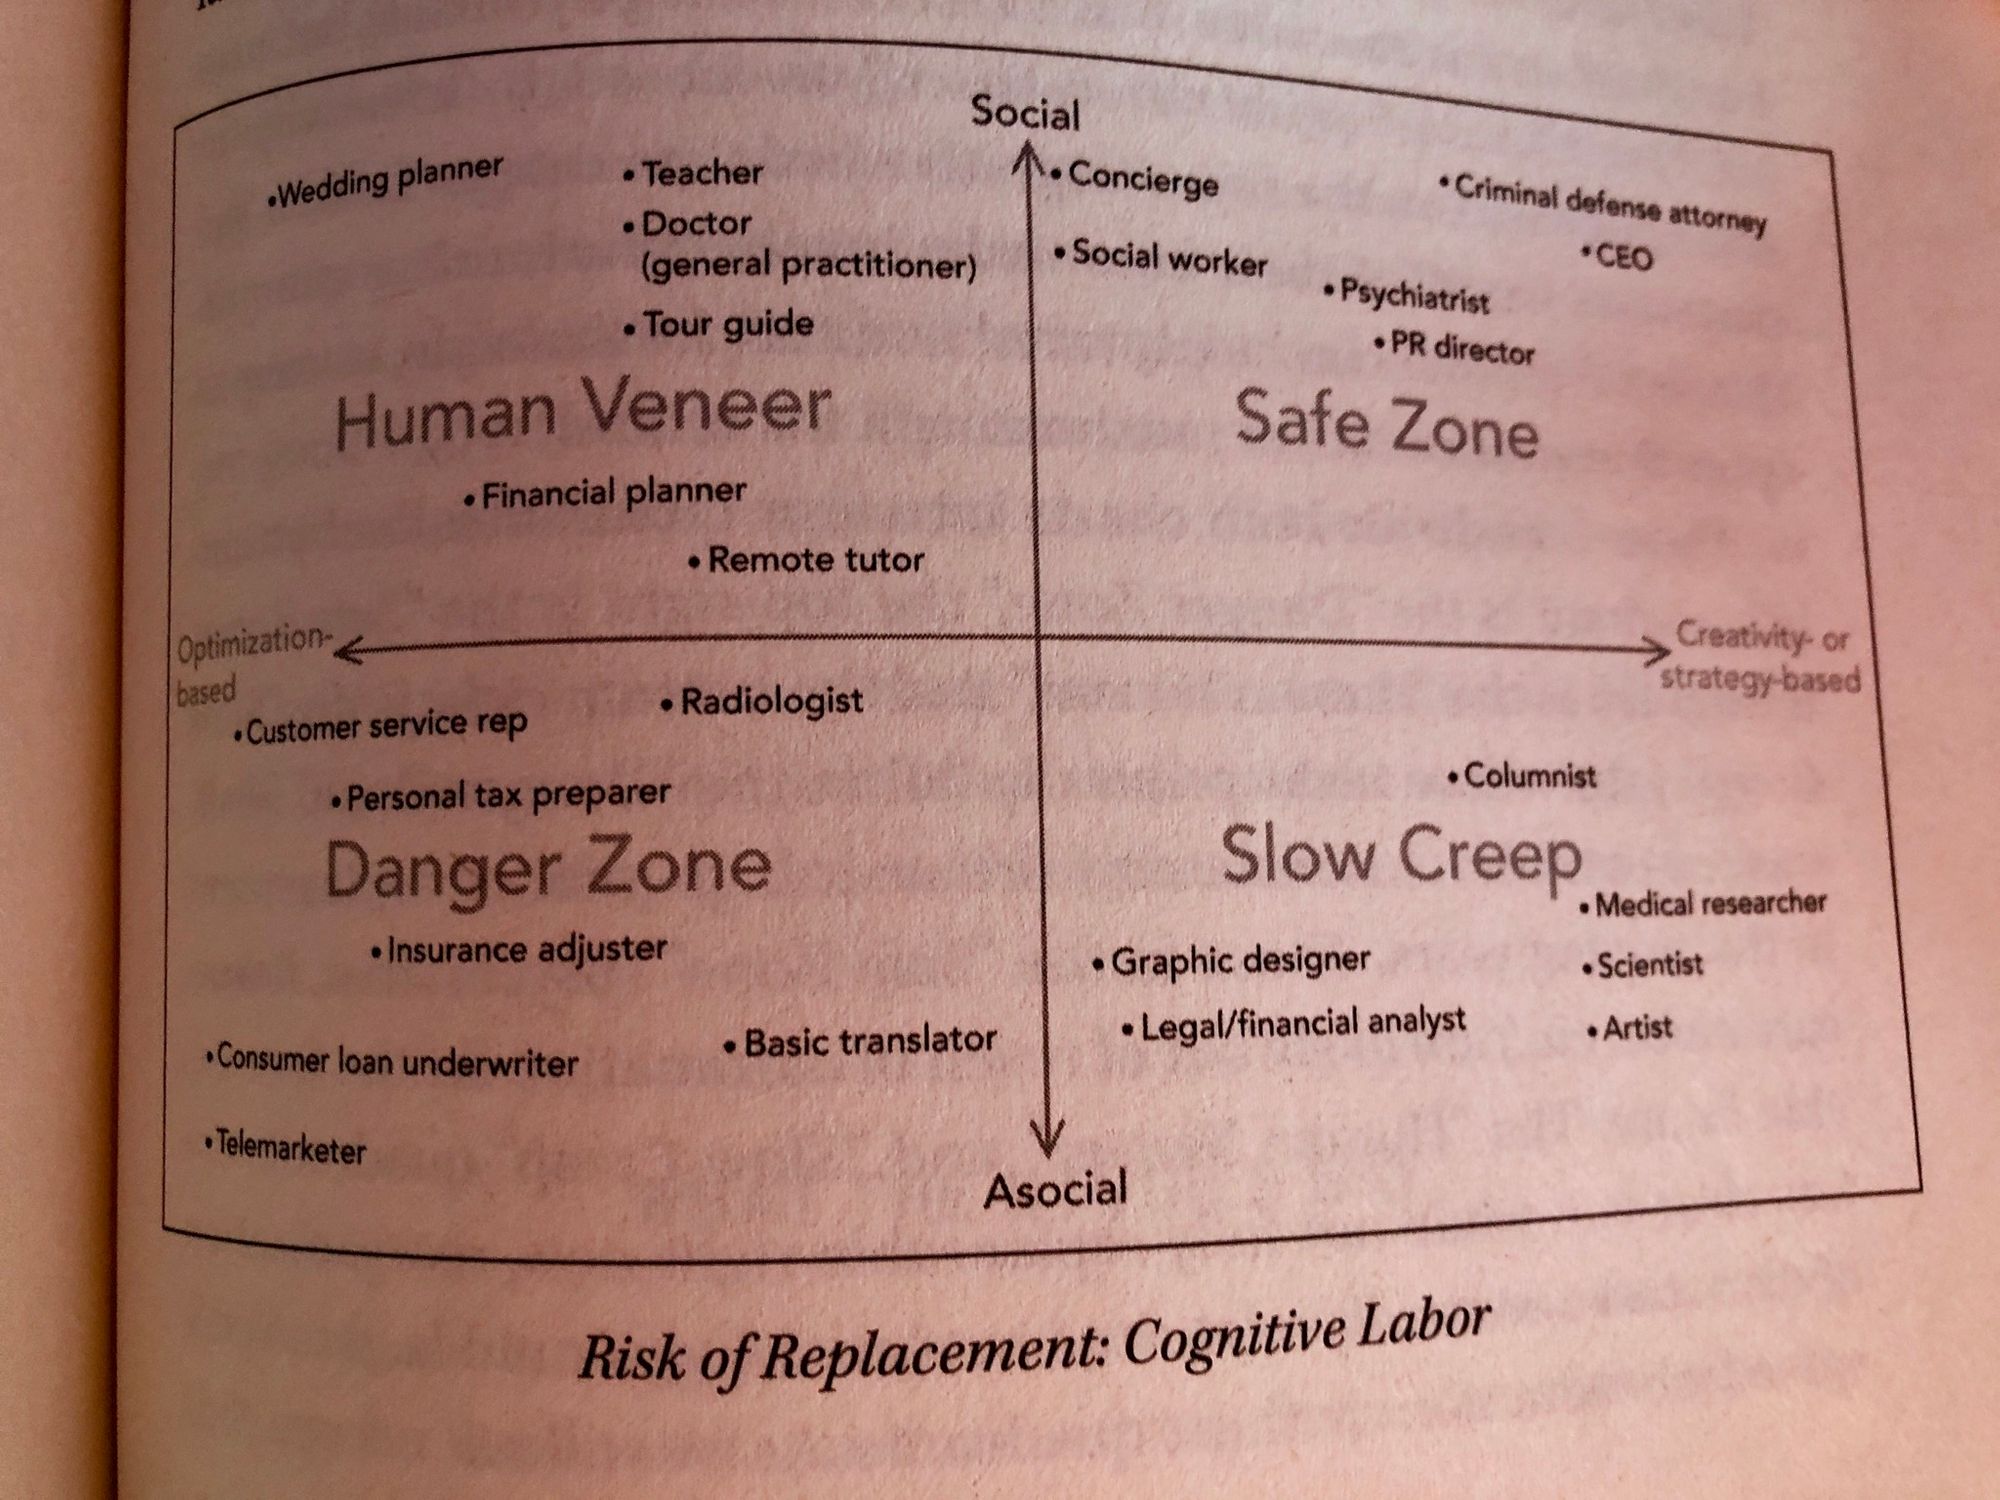 Social
•Wedding planner
• Teacher
• Doctor
(general practitioner)
• Tour guide
• Concierge
• Social worker
• Criminal defense attorney
• CEO
• Psychiatrist
• PR director
Human Veneer
Safe Zone
• Financial planner
• Remote tutor
Optimization-
based
Creativity- or
strategy-based
• Customer service rep
• Radiologist
• Personal tax preparer
Danger Zone
• Insurance adjuster
• Consumer loan underwriter
• Basic translator
• Telemarketer
• Columnist
Slow Creep
• Medical researcher
• Graphic designer
• Scientist
• Legal/financial analyst
• Artist
Asocial
Risk of Replacement: Cognitive Labor